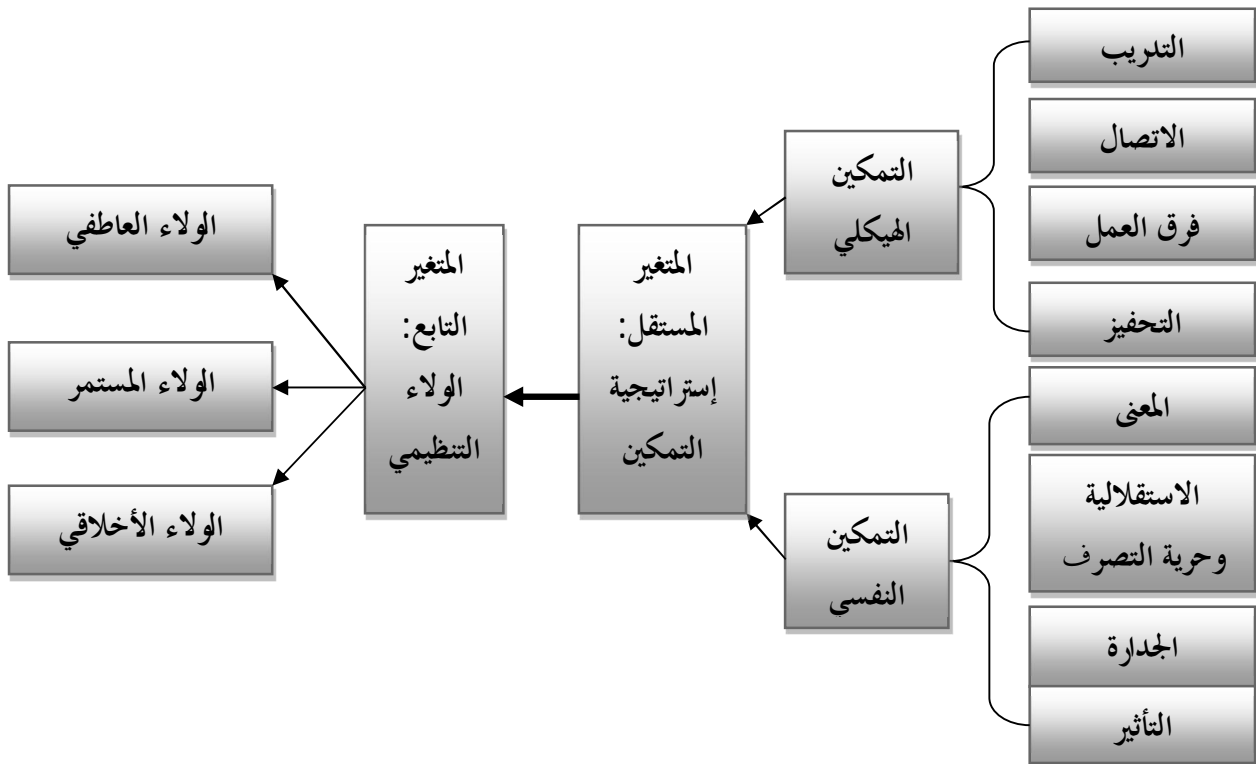 التدريب
الاتصال
فرق العمل
التحفيز
المعنى
الاستقلالية
وحرية التصرف
الجدارة
التأثير
التمكين
الهيكلي
التمكين
النفسي
المتغير
المستقل:
إستراتيجية
التمكين
المتغير
التابع:
الولاء
التنظيمي
الولاء العاطفي
الولاء المستمر
الولاء الأخلاقي